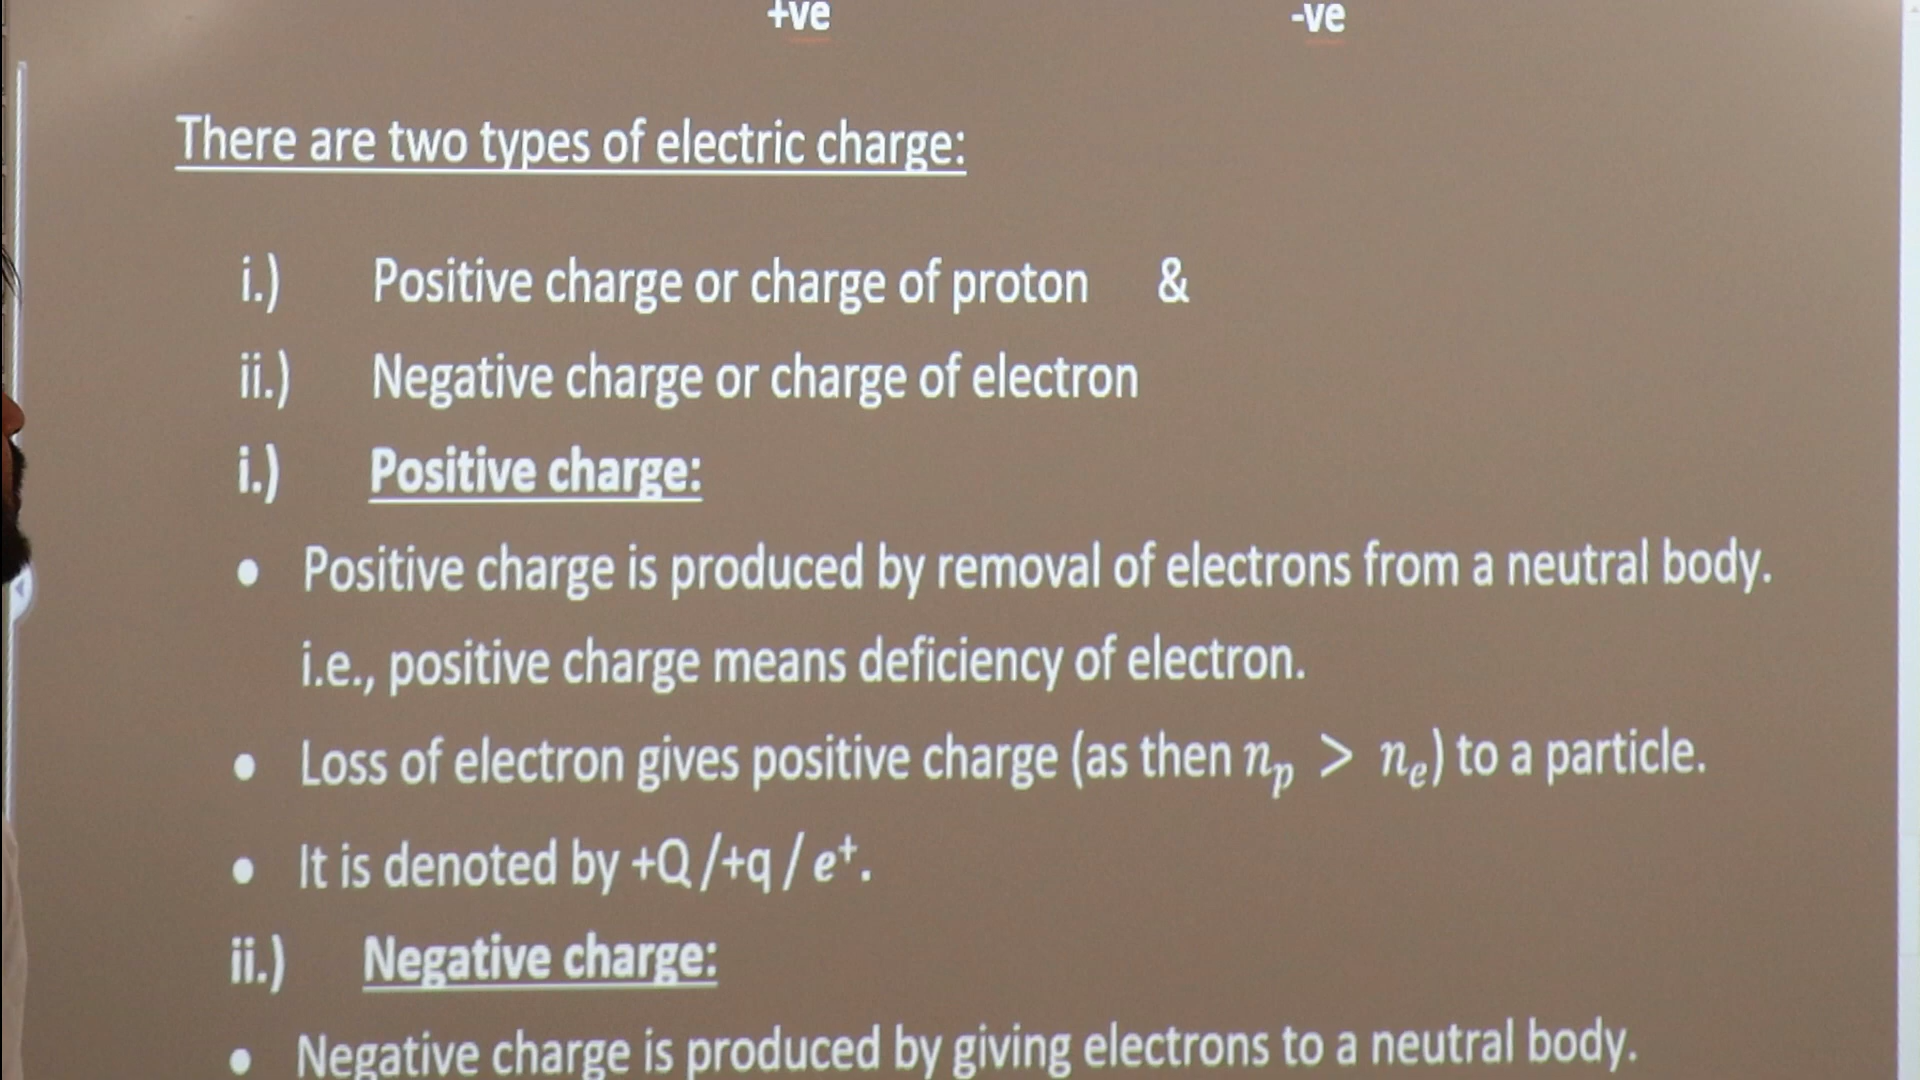 +ve -ve
There are two types of electric charge:
i.) Positive charge or charge of proton &
ii.) Negative charge or charge of electron
i.) Positive charge:
• Positive charge is produced by removal of electrons from a neutral body.
i.e., positive charge means deficiency of electron.
• Loss of electron gives positive charge (as then nₚ > nₑ) to a particle.
• It is denoted by +Q /+q / e⁺.
ii.) Negative charge:
• Negative charge is produced by giving electrons to a neutral body.